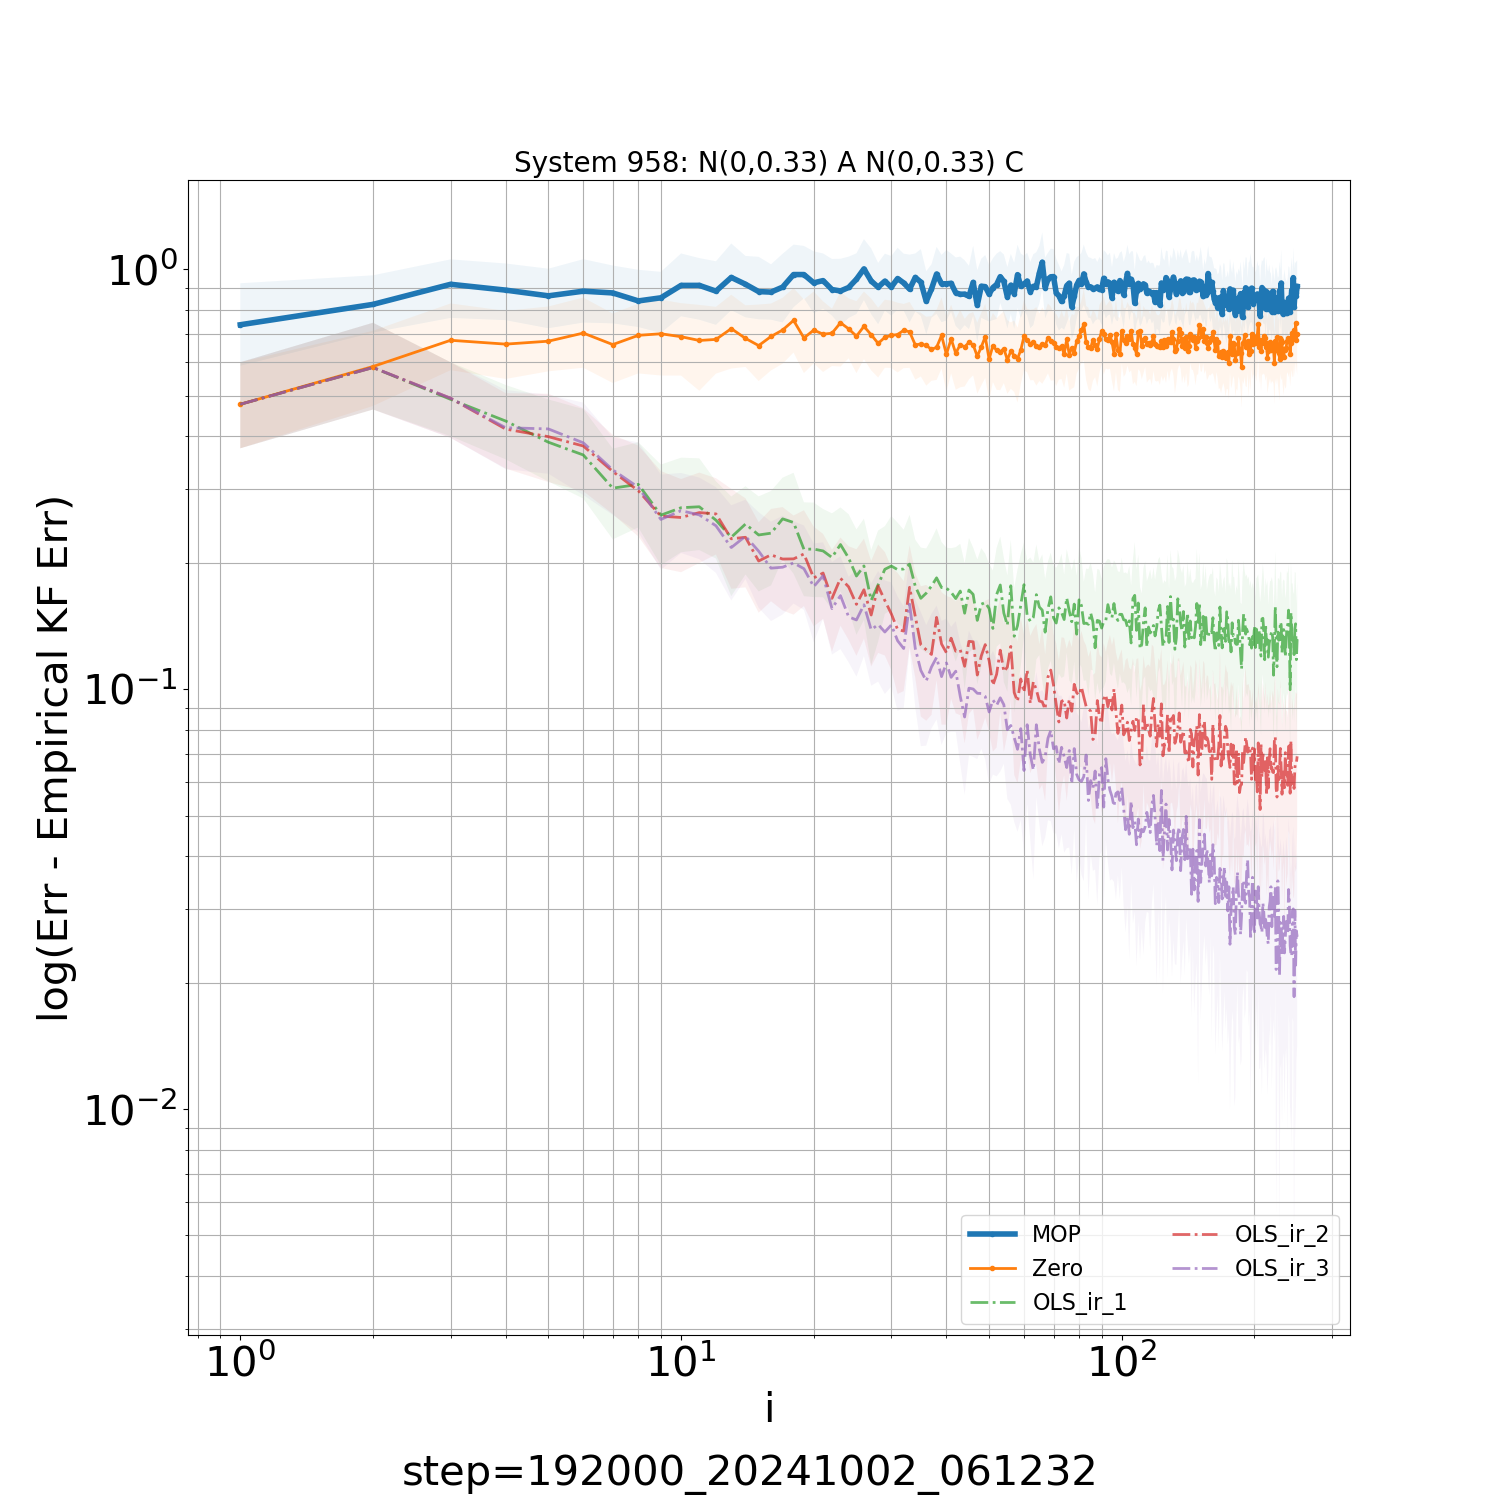 System 958: N(0,0.33) A N(0,0.33) C
10⁰
10⁻¹
10⁻²
log(Err - Empirical KF Err)
MOP
Zero
OLS_ir_1
OLS_ir_2
OLS_ir_3
10⁰ 10¹ 10²
i
step=192000_20241002_061232